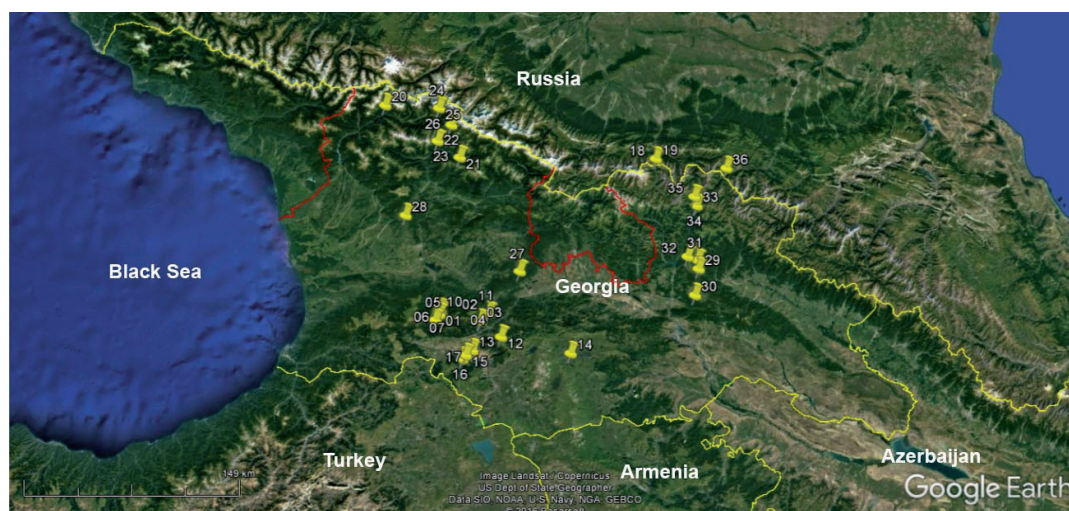 Russia
24
20
25
26
22
23
21
18
19
36
35
33
34
28
32
31
29
27
30
Black Sea
Georgia
05
10
02
11
06
01
04
03
07
13
12
14
17
15
16
149 km
Turkey
Armenia
Azerbaijan
Image Landsat / Copernicus
US Dept of State Geographer
Data SIO, NOAA, U.S. Navy, NGA, GEBCO
© 2016 Basarsoft
Google Earth